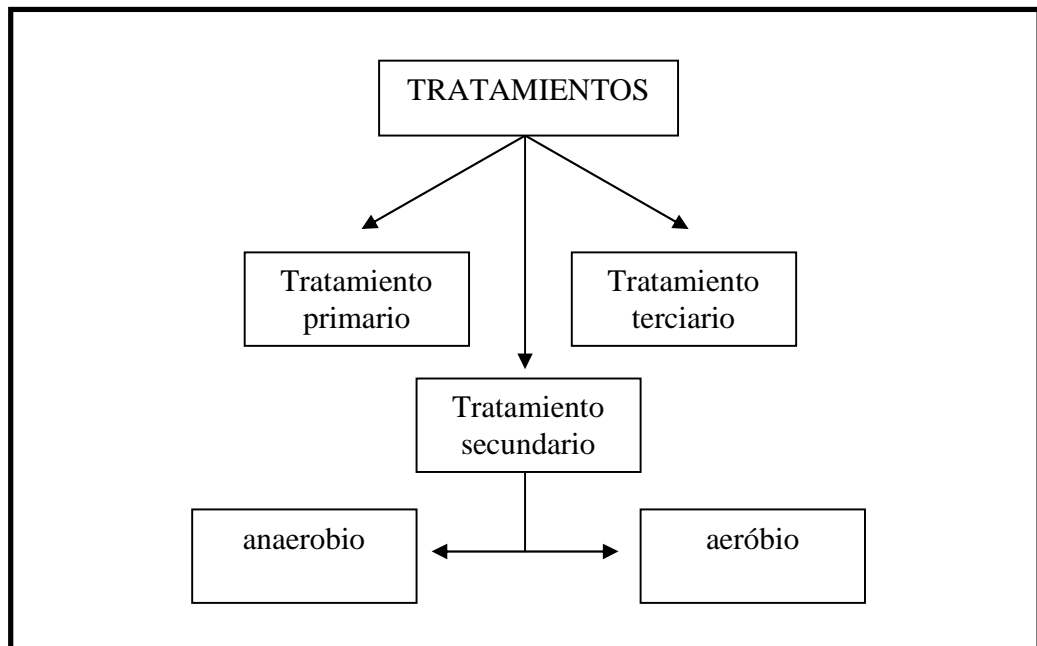 TRATAMIENTOS
Tratamiento
primario
Tratamiento
terciario
Tratamiento
secundario
anaerobio
aeróbio